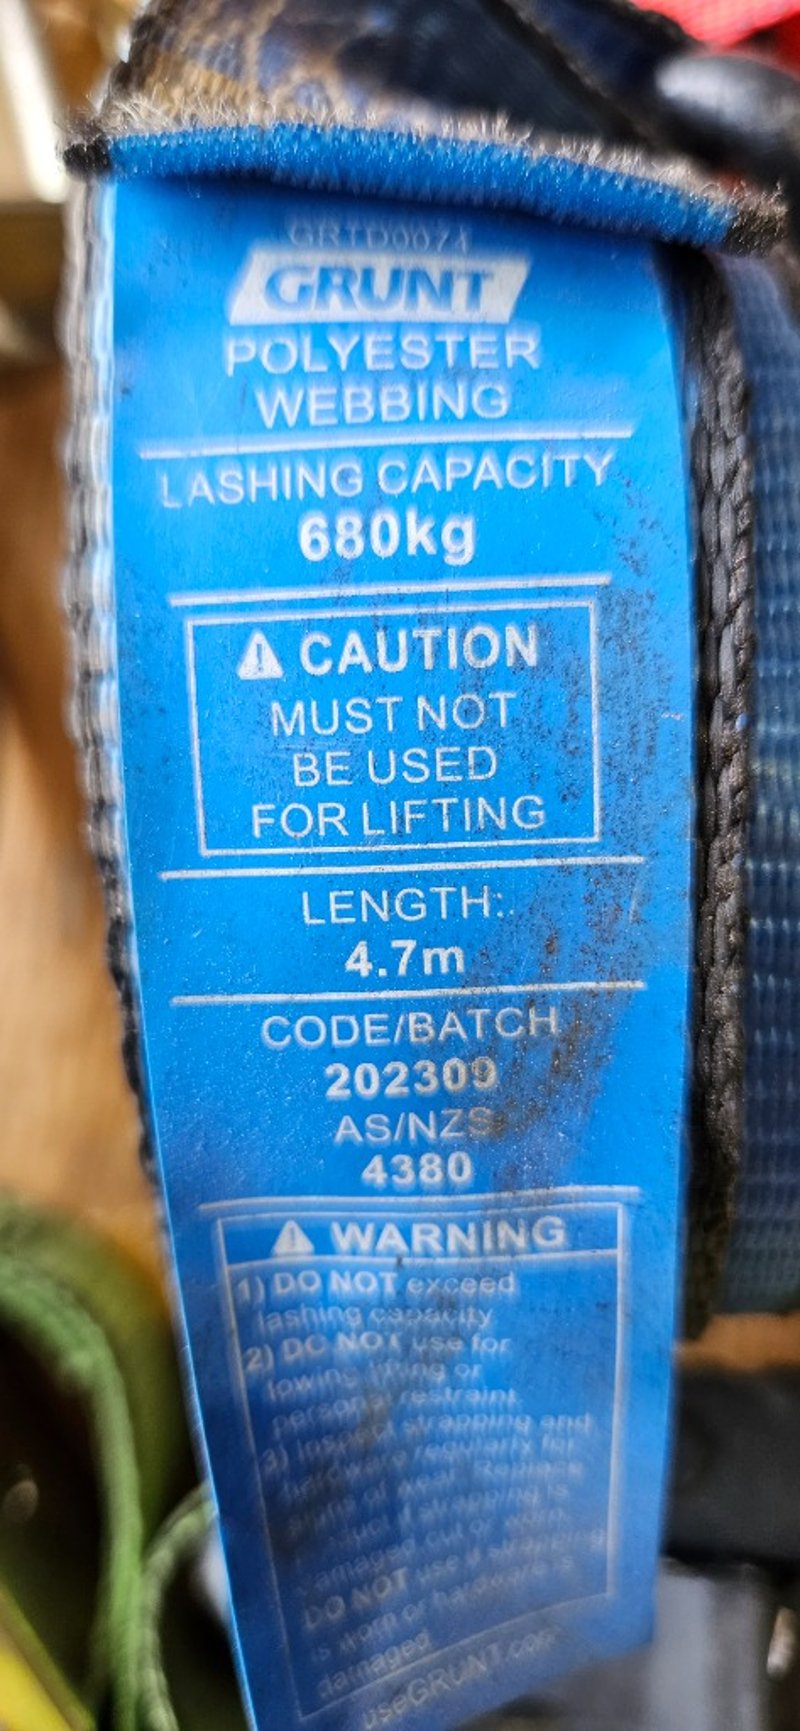 GRTD0074
GRUNT
POLYESTER
WEBBING
LASHING CAPACITY
680kg
⚠ CAUTION
MUST NOT
BE USED
FOR LIFTING
LENGTH:
4.7m
CODE/BATCH
202309
AS/NZS
4380
⚠ WARNING
1) DO NOT exceed
lashing capacity
2) DO NOT use for
towing lifting or
personal restraint
3) Inspect strapping and
hardware regularly for
signs of wear. Replace
product if strapping is
damaged cut or worn
DO NOT use if strapping
is worn or hardware is
damaged
useGRUNT.com